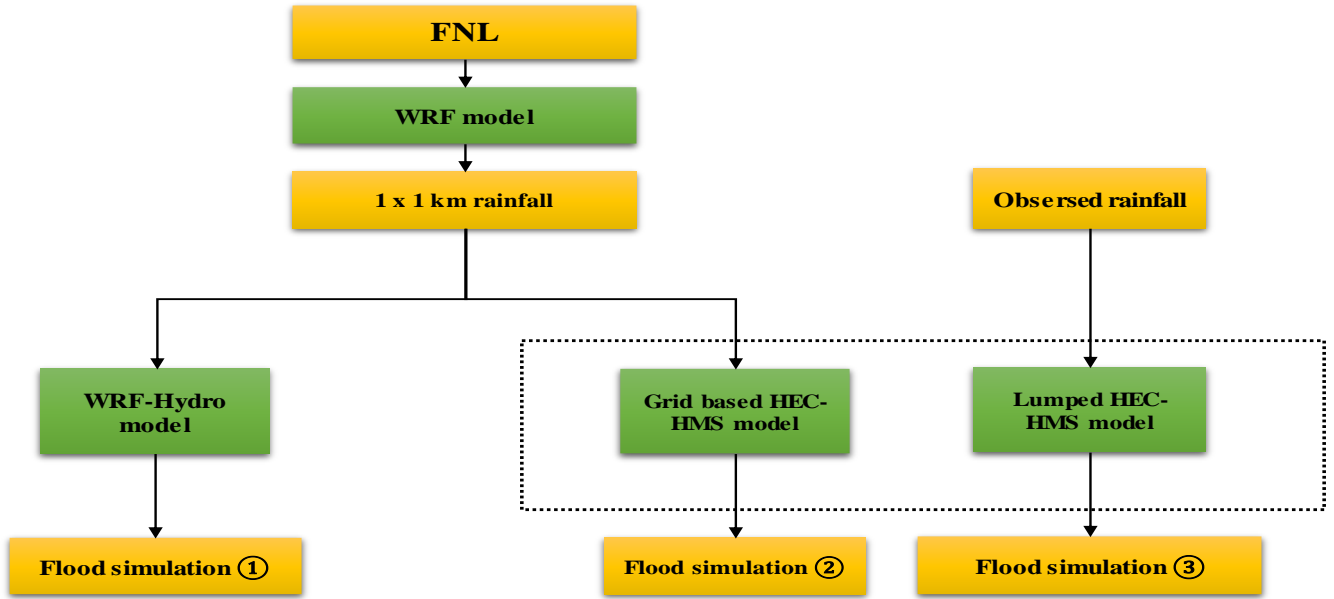 FNL
WRF model
1 x 1 km rainfall
Obsersed rainfall
WRF-Hydro
model
Grid based HEC-
HMS model
Lumped HEC-
HMS model
Flood simulation ①
Flood simulation ②
Flood simulation ③